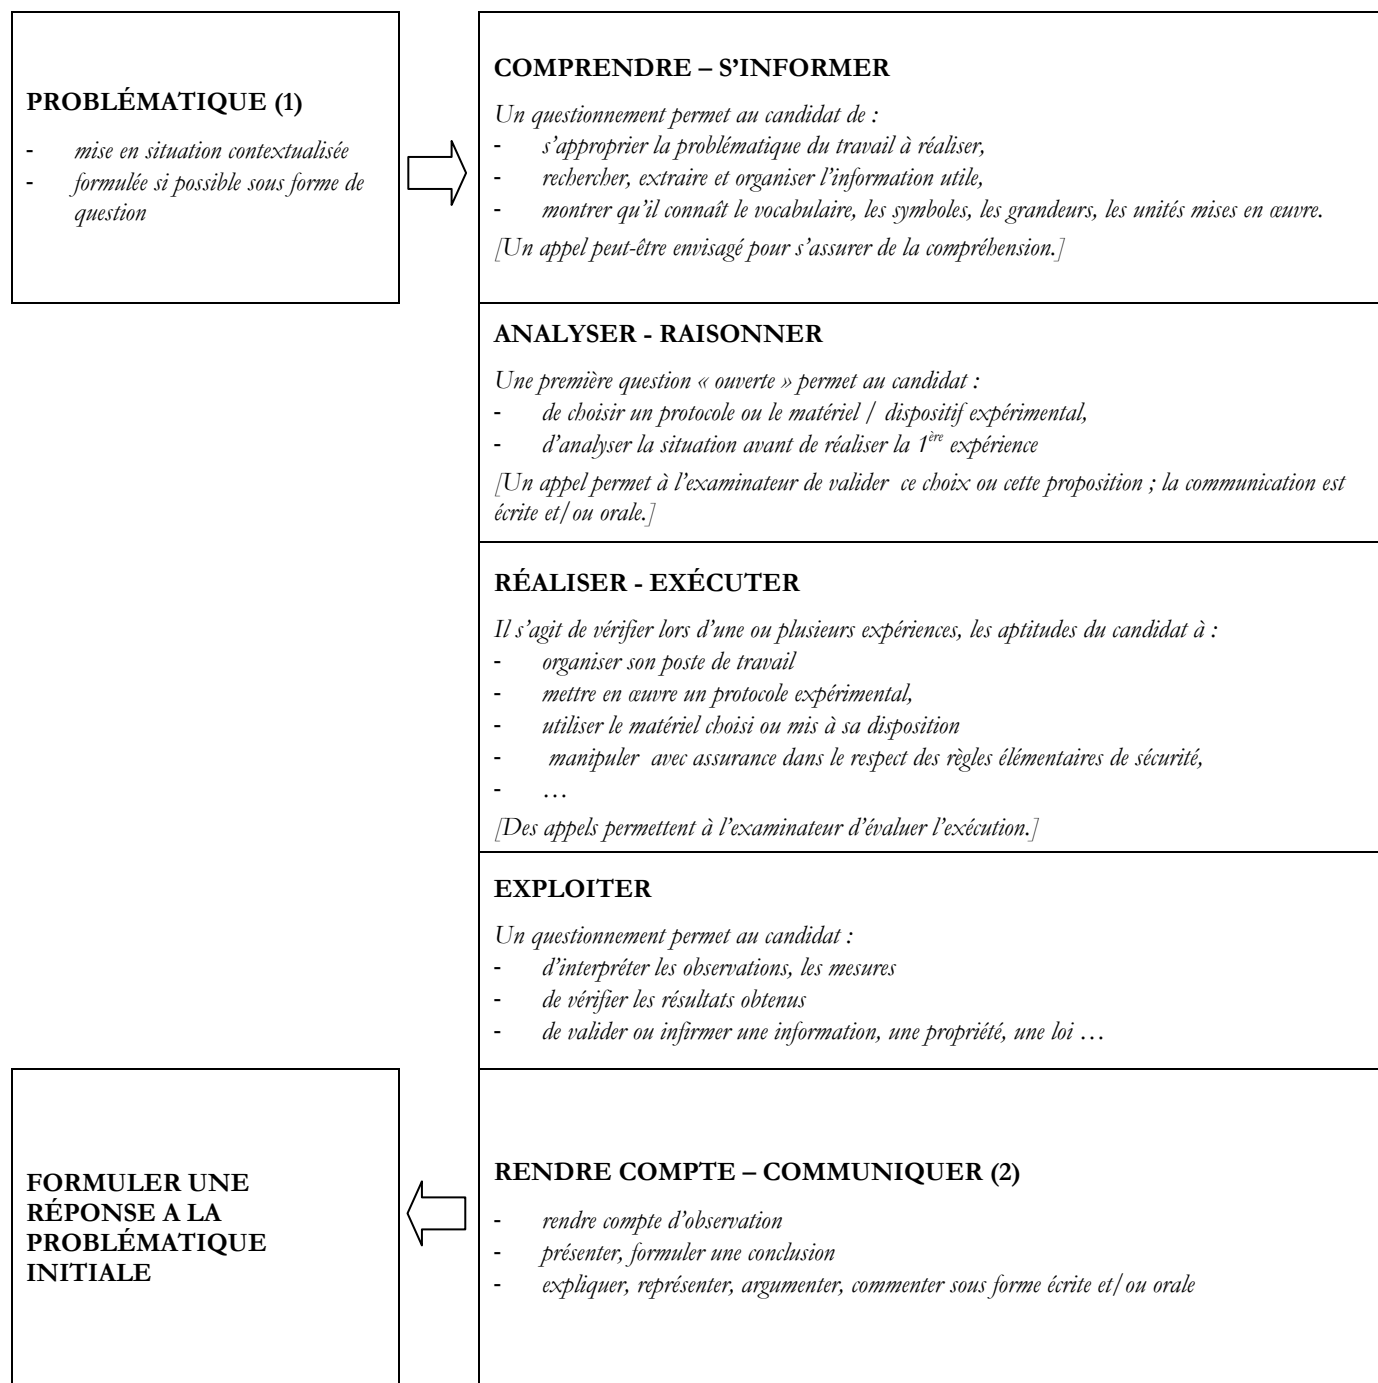 PROBLÉMATIQUE (1)
- mise en situation contextualisée
- formulée si possible sous forme de
question
COMPRENDRE – S’INFORMER
Un questionnement permet au candidat de :
- s’approprier la problématique du travail à réaliser,
- rechercher, extraire et organiser l’information utile,
- montrer qu’il connaît le vocabulaire, les symboles, les grandeurs, les unités mises en œuvre.
[Un appel peut-être envisagé pour s’assurer de la compréhension.]
ANALYSER - RAISONNER
Une première question « ouverte » permet au candidat :
- de choisir un protocole ou le matériel / dispositif expérimental,
- d’analyser la situation avant de réaliser la 1ère expérience
[Un appel permet à l’examinateur de valider ce choix ou cette proposition ; la communication est
écrite et/ou orale.]
RÉALISER - EXÉCUTER
Il s’agit de vérifier lors d’une ou plusieurs expériences, les aptitudes du candidat à :
- organiser son poste de travail
- mettre en œuvre un protocole expérimental,
- utiliser le matériel choisi ou mis à sa disposition
- manipuler avec assurance dans le respect des règles élémentaires de sécurité,
- …
[Des appels permettent à l’examinateur d’évaluer l’exécution.]
EXPLOITER
Un questionnement permet au candidat :
- d’interpréter les observations, les mesures
- de vérifier les résultats obtenus
- de valider ou infirmer une information, une propriété, une loi …
FORMULER UNE
RÉPONSE A LA
PROBLÉMATIQUE
INITIALE
RENDRE COMPTE – COMMUNIQUER (2)
- rendre compte d’observation
- présenter, formuler une conclusion
- expliquer, représenter, argumenter, commenter sous forme écrite et/ou orale